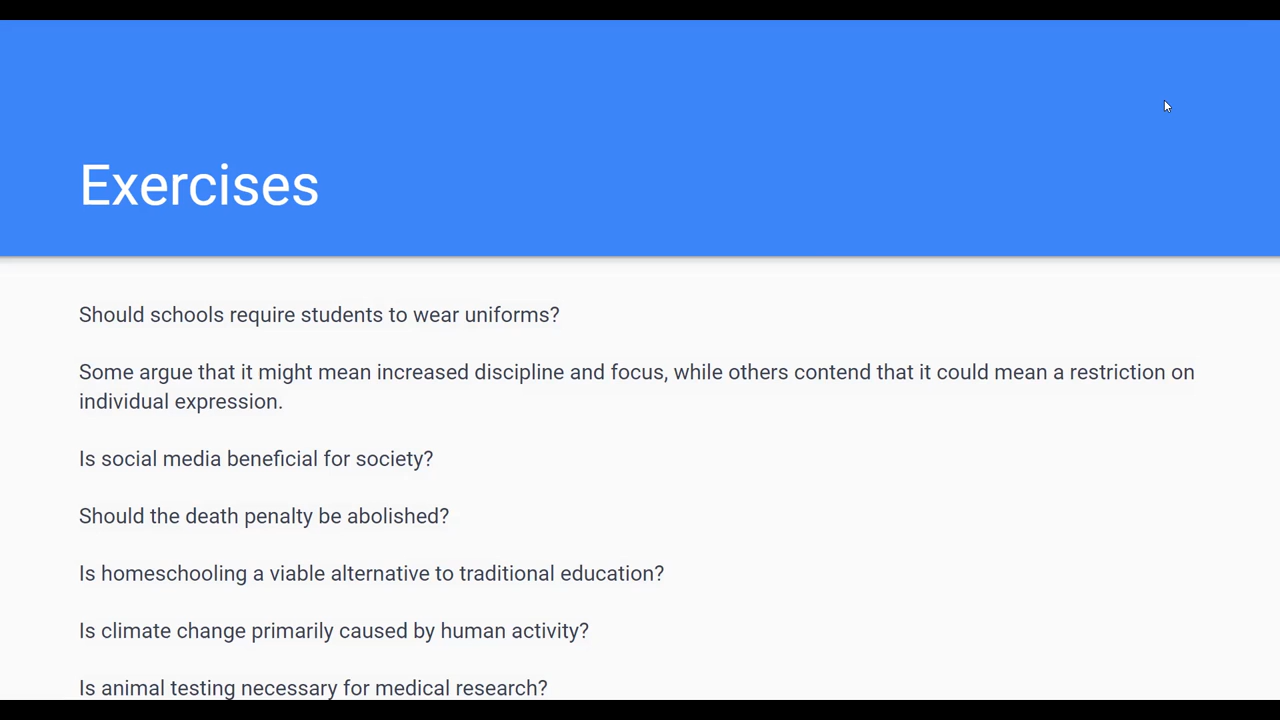 Exercises
Should schools require students to wear uniforms?
Some argue that it might mean increased discipline and focus, while others contend that it could mean a restriction on
individual expression.
Is social media beneficial for society?
Should the death penalty be abolished?
Is homeschooling a viable alternative to traditional education?
Is climate change primarily caused by human activity?
Is animal testing necessary for medical research?